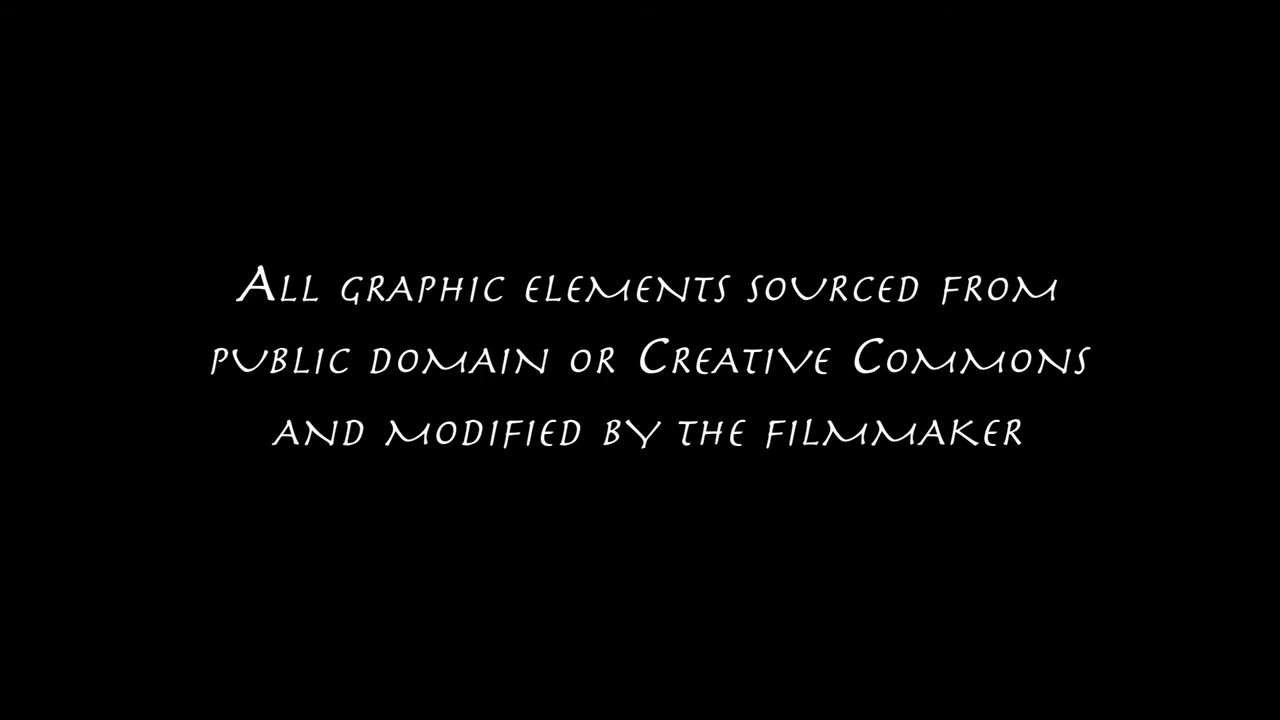 All graphic elements sourced from
public domain or Creative Commons
and modified by the filmmaker